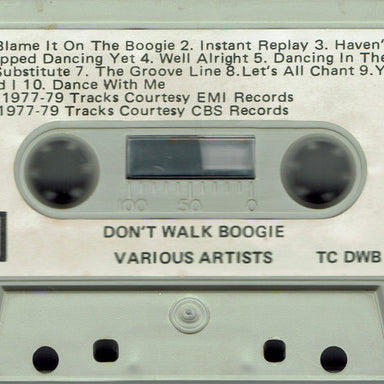 Blame It On The Boogie 2. Instant Replay 3. Haven'
pped Dancing Yet 4. Well Alright 5. Dancing In The
Substitute 7. The Groove Line 8.Let's All Chant 9.Y
d I 10. Dance With Me
1977-79 Tracks Courtesy EMI Records
1977-79 Tracks Courtesy CBS Records
100 50 0
DON'T WALK BOOGIE
VARIOUS ARTISTS TC DWB